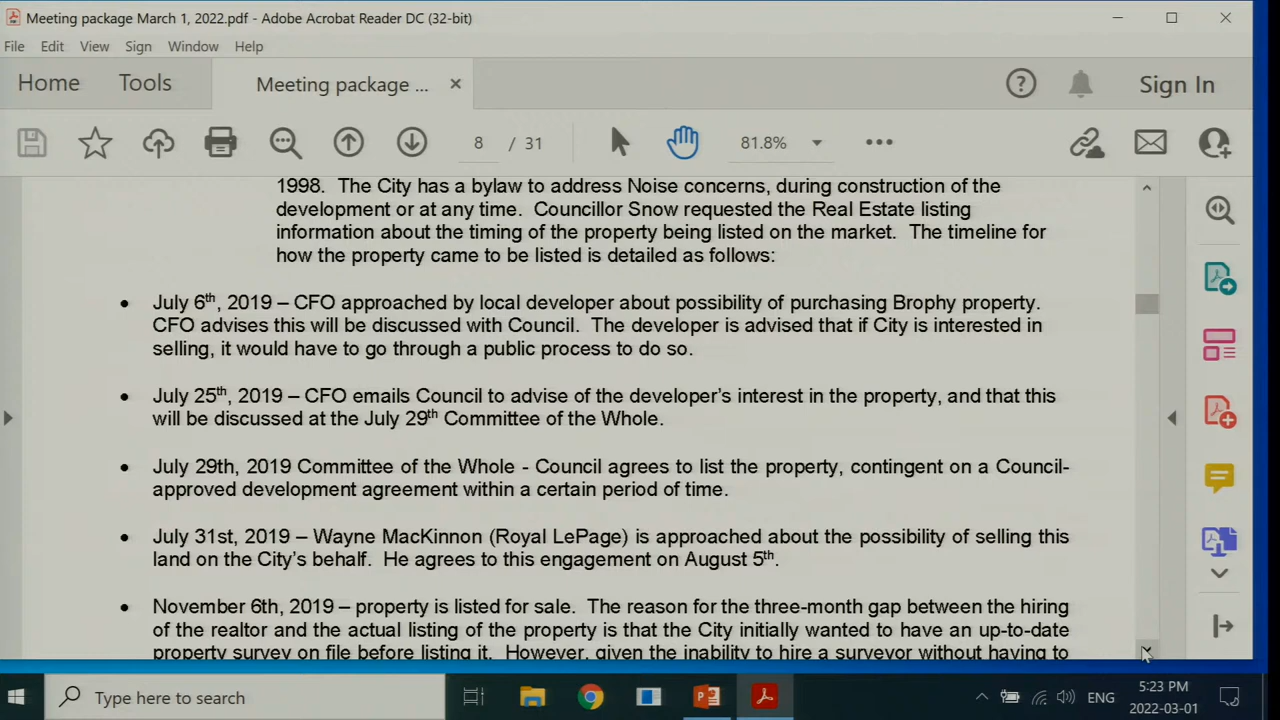 Meeting package March 1, 2022.pdf - Adobe Acrobat Reader DC (32-bit)
File Edit View Sign Window Help
Home Tools Meeting package ... × ? Sign In
8 / 31 81.8%
1998. The City has a bylaw to address Noise concerns, during construction of the
development or at any time. Councillor Snow requested the Real Estate listing
information about the timing of the property being listed on the market. The timeline for
how the property came to be listed is detailed as follows:
• July 6th, 2019 – CFO approached by local developer about possibility of purchasing Brophy property.
CFO advises this will be discussed with Council. The developer is advised that if City is interested in
selling, it would have to go through a public process to do so.
• July 25th, 2019 – CFO emails Council to advise of the developer's interest in the property, and that this
will be discussed at the July 29th Committee of the Whole.
• July 29th, 2019 Committee of the Whole - Council agrees to list the property, contingent on a Council-
approved development agreement within a certain period of time.
• July 31st, 2019 – Wayne MacKinnon (Royal LePage) is approached about the possibility of selling this
land on the City's behalf. He agrees to this engagement on August 5th.
• November 6th, 2019 – property is listed for sale. The reason for the three-month gap between the hiring
of the realtor and the actual listing of the property is that the City initially wanted to have an up-to-date
property survey on file before listing it. However, given the inability to hire a surveyor without having to
Type here to search ENG 5:23 PM
2022-03-01